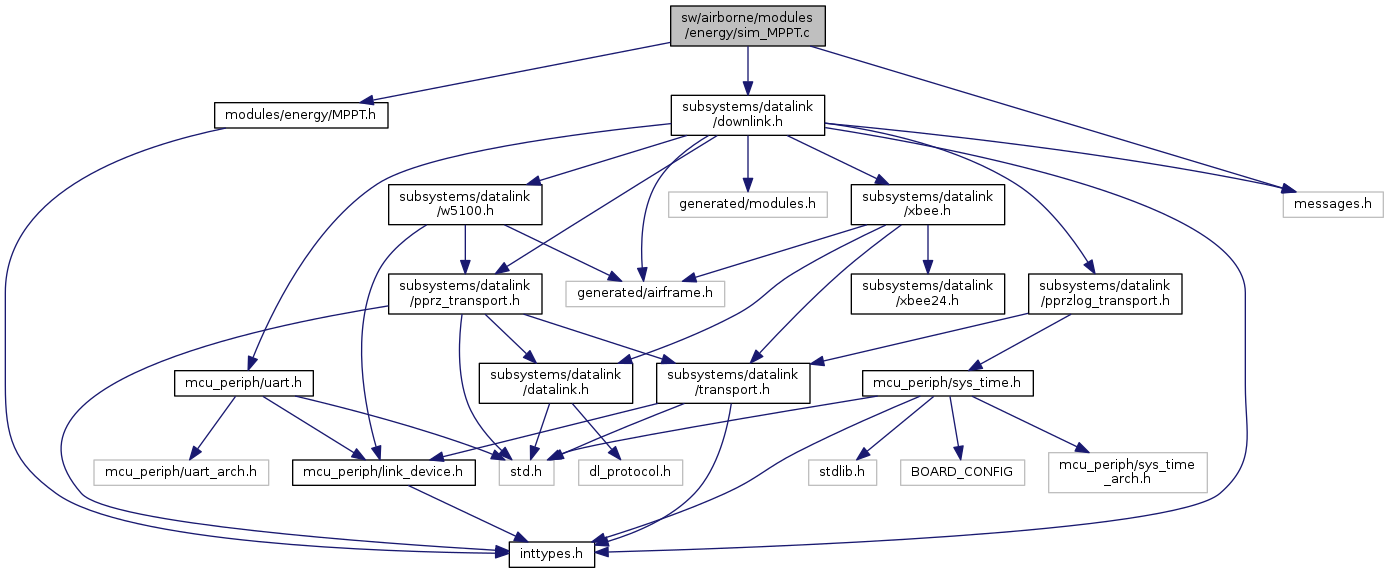 sw/airborne/modules
/energy/sim_MPPT.c
modules/energy/MPPT.h
subsystems/datalink
/downlink.h
subsystems/datalink
/w5100.h
generated/modules.h
subsystems/datalink
/xbee.h
messages.h
subsystems/datalink
/pprz_transport.h
generated/airframe.h
subsystems/datalink
/xbee24.h
subsystems/datalink
/pprzlog_transport.h
mcu_periph/uart.h
subsystems/datalink
/datalink.h
subsystems/datalink
/transport.h
mcu_periph/sys_time.h
mcu_periph/uart_arch.h
mcu_periph/link_device.h
std.h
dl_protocol.h
stdlib.h
BOARD_CONFIG
mcu_periph/sys_time
_arch.h
inttypes.h